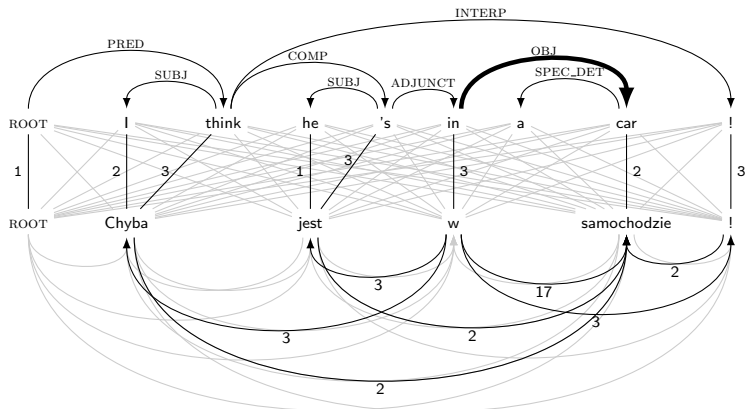 INTERP
PRED
COMP
OBJ
SUBJ
SUBJ
ADJUNCT
SPEC_DET
ROOT I think he 's in a car !
1 2 3 1 3 3 2 3
ROOT Chyba jest w samochodzie !
3 17 2
3 2 3
2